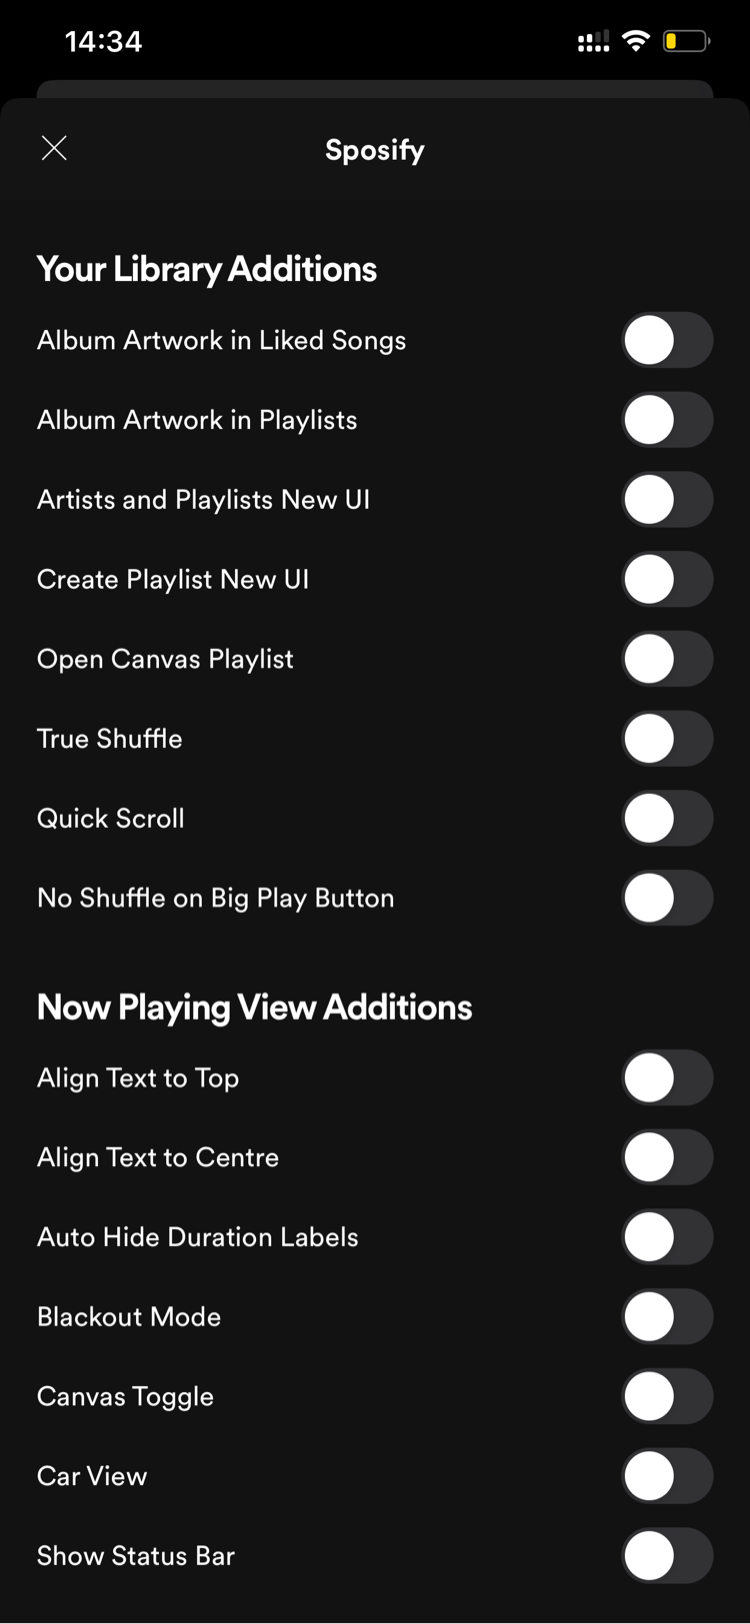 14:34
Sposify
Your Library Additions
Album Artwork in Liked Songs
Album Artwork in Playlists
Artists and Playlists New UI
Create Playlist New UI
Open Canvas Playlist
True Shuffle
Quick Scroll
No Shuffle on Big Play Button
Now Playing View Additions
Align Text to Top
Align Text to Centre
Auto Hide Duration Labels
Blackout Mode
Canvas Toggle
Car View
Show Status Bar